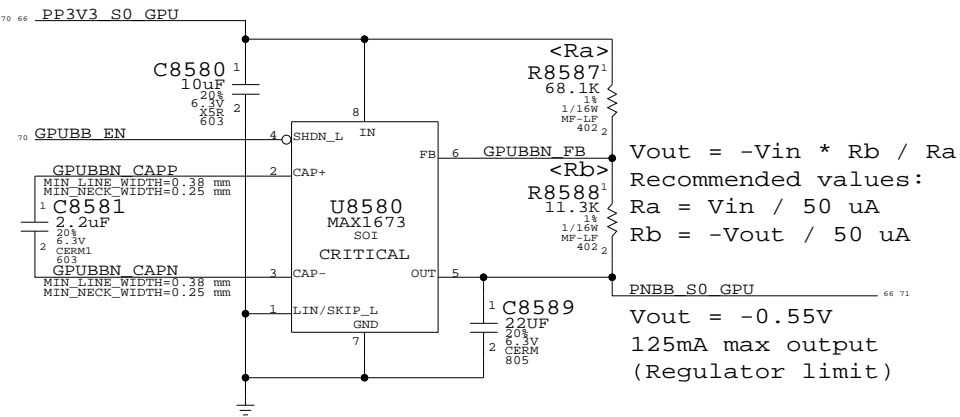 70 66 PP3V3_S0_GPU
C8580 1
10uF
20%
6.3V
X5R 2
603
<Ra>
R8587 1
68.1K
1%
1/16W
MF-LF
402 2
8
IN
70 GPUBB_EN 4 SHDN_L
FB 6 GPUBBN_FB
GPUBBN_CAPP 2 CAP+
MIN_LINE_WIDTH=0.38 mm
MIN_NECK_WIDTH=0.25 mm
1 C8581
2.2uF
20%
6.3V
2 CERM1
603
GPUBBN_CAPN 3 CAP-
MIN_LINE_WIDTH=0.38 mm
MIN_NECK_WIDTH=0.25 mm
U8580
MAX1673
SOI
CRITICAL
OUT 5
1 LIN/SKIP_L
GND
7
<Rb>
R8588 1
11.3K
1%
1/16W
MF-LF
402 2
1 C8589
22UF
20%
6.3V
2 CERM
805
Vout = -Vin * Rb / Ra
Recommended values:
Ra = Vin / 50 uA
Rb = -Vout / 50 uA
PNBB_S0_GPU 66 71
Vout = -0.55V
125mA max output
(Regulator limit)